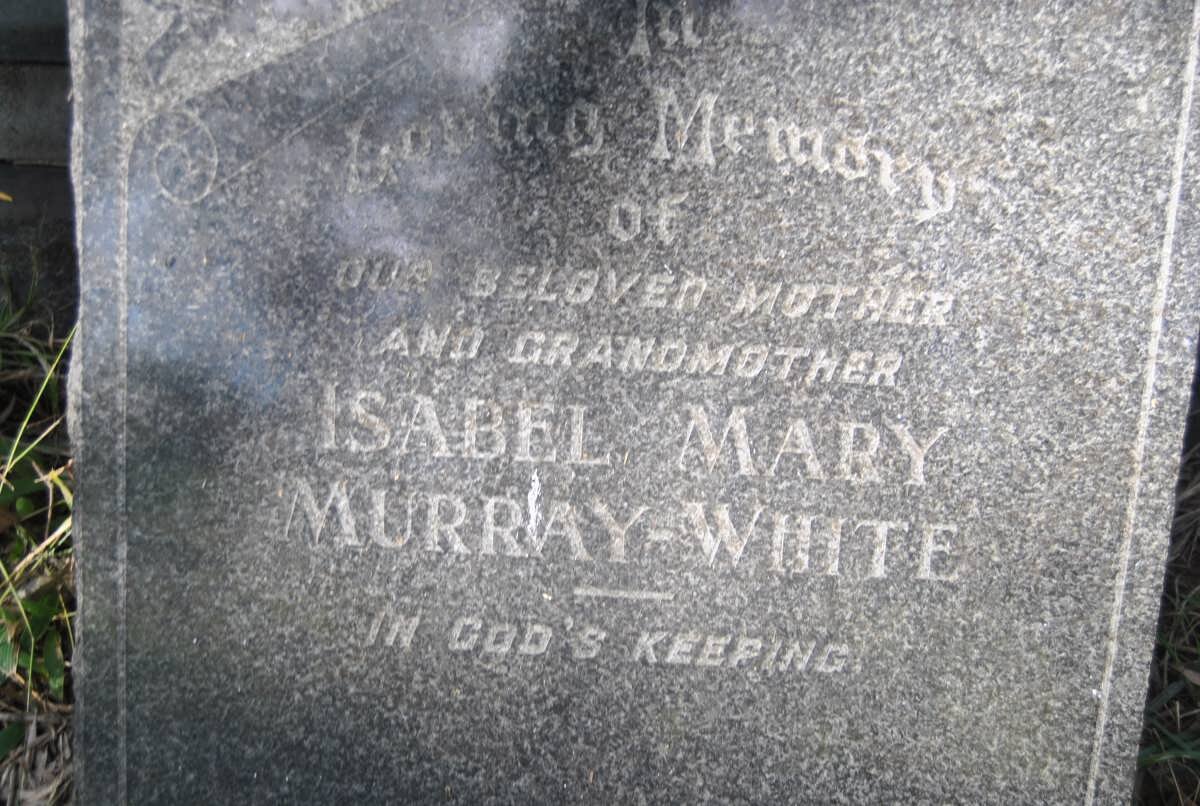 In
Loving Memory
of
OUR BELOVED MOTHER
AND GRANDMOTHER
ISABEL MARY
MURRAY-WHITE
IN GOD'S KEEPING